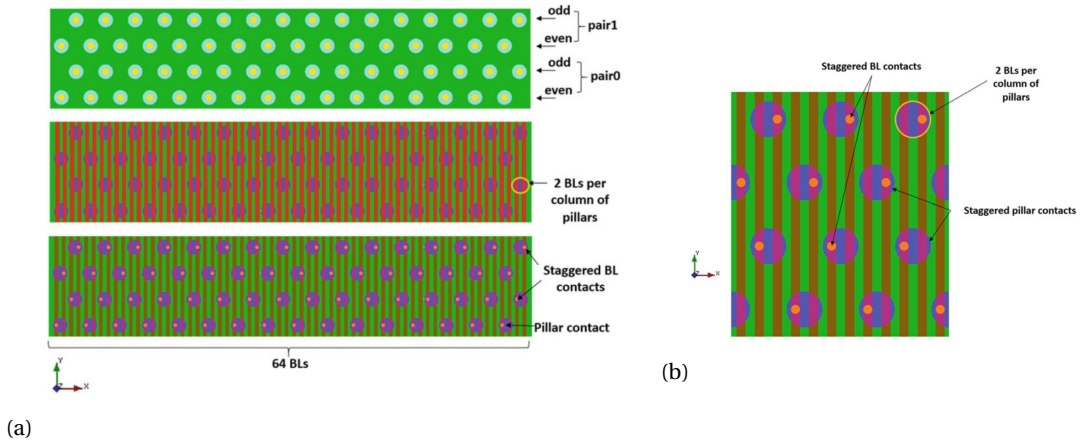 odd
pair1
even
odd
pair0
even
2 BLs per
column of
pillars
Staggered BL
contacts
Pillar contact
64 BLs
Y
Z
X
(a)
Staggered BL contacts
2 BLs per
column of
pillars
Staggered pillar contacts
Y
Z
X
(b)